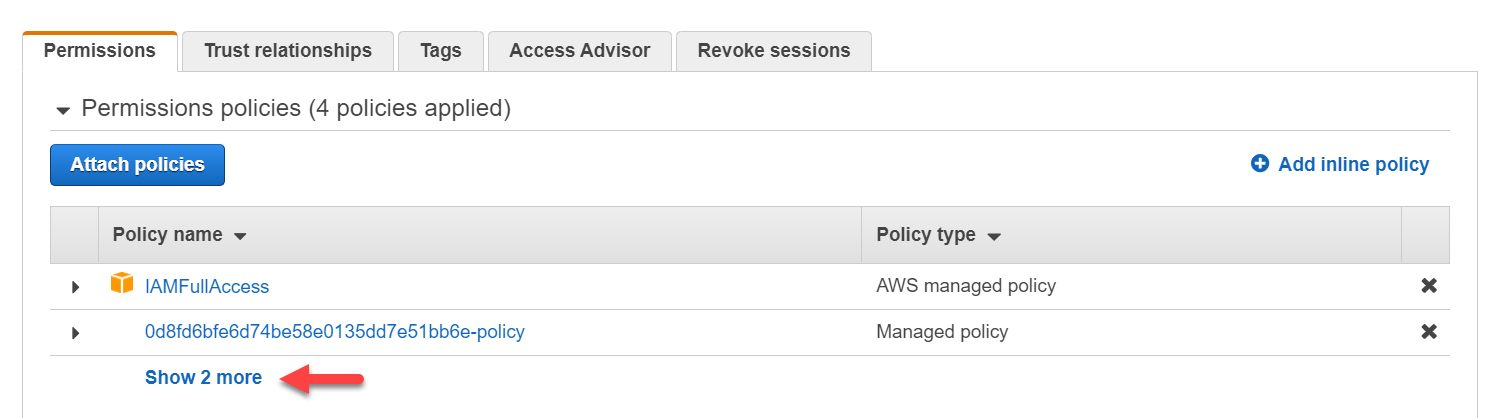 Permissions Trust relationships Tags Access Advisor Revoke sessions
Permissions policies (4 policies applied)
Attach policies Add inline policy
Policy name Policy type
IAMFullAccess AWS managed policy
0d8fd6bfe6d74be58e0135dd7e51bb6e-policy Managed policy
Show 2 more